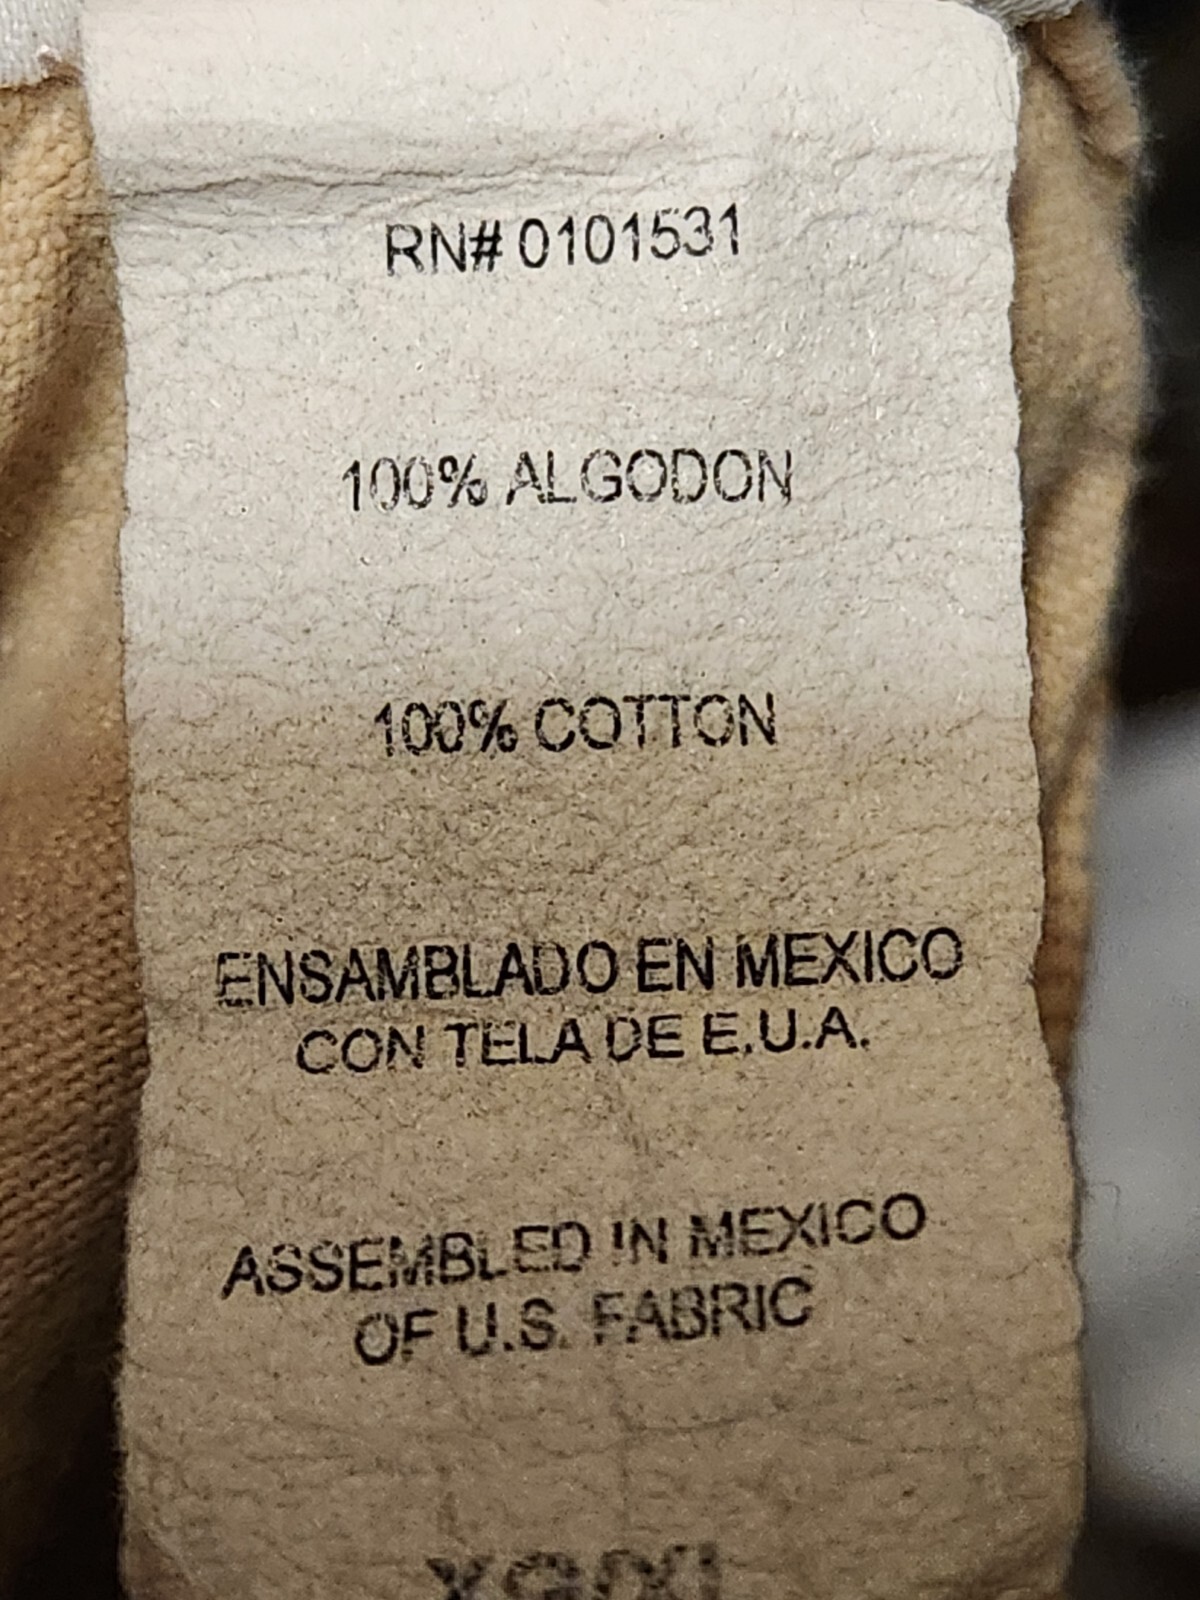 RN# 0101531
100% ALGODON
100% COTTON
ENSAMBLADO EN MEXICO
CON TELA DE E.U.A.
ASSEMBLED IN MEXICO
OF U.S. FABRIC